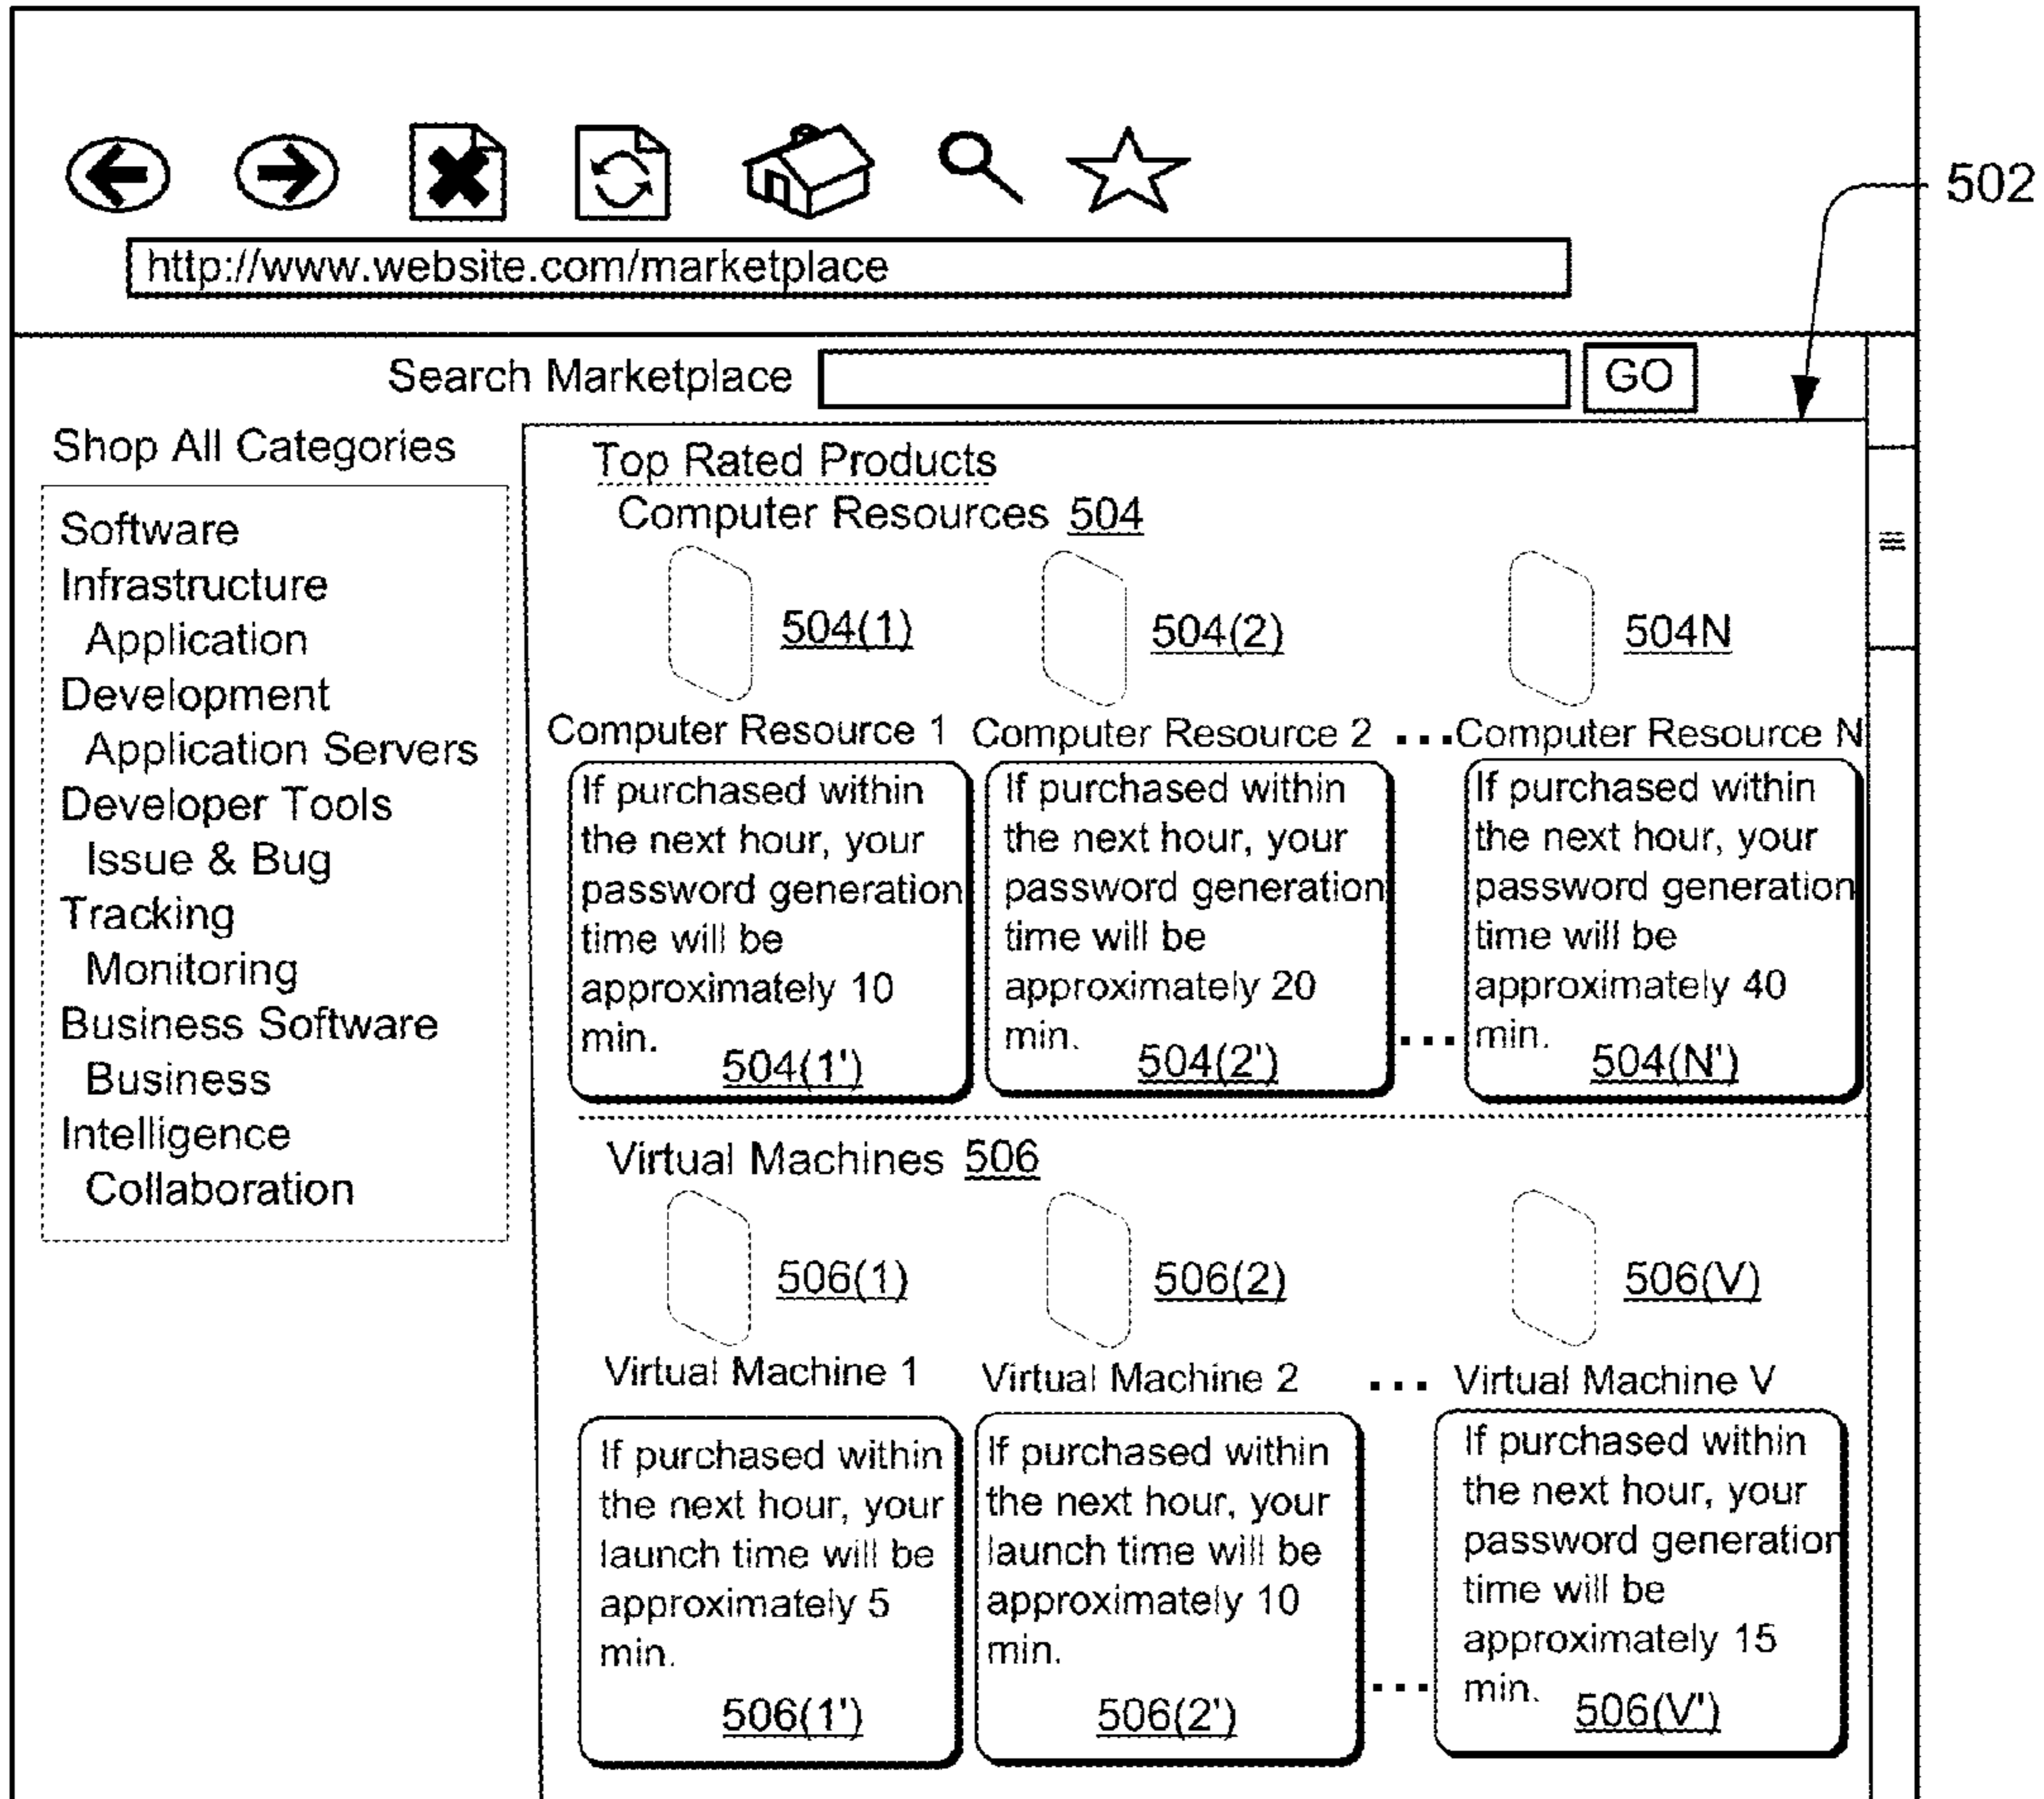 502
http://www.website.com/marketplace
Search Marketplace GO
Shop All Categories
Software
Infrastructure
Application
Development
Application Servers
Developer Tools
Issue & Bug
Tracking
Monitoring
Business Software
Business
Intelligence
Collaboration
Top Rated Products
Computer Resources 504
504(1) 504(2) 504N
Computer Resource 1 Computer Resource 2 ...Computer Resource N
If purchased within
the next hour, your
password generation
time will be
approximately 10
min.
504(1')
If purchased within
the next hour, your
password generation
time will be
approximately 20
min.
504(2')
...
If purchased within
the next hour, your
password generation
time will be
approximately 40
min.
504(N')
Virtual Machines 506
506(1) 506(2) 506(V)
Virtual Machine 1 Virtual Machine 2 ... Virtual Machine V
If purchased within
the next hour, your
launch time will be
approximately 5
min.
506(1')
If purchased within
the next hour, your
launch time will be
approximately 10
min.
506(2')
...
If purchased within
the next hour, your
password generation
time will be
approximately 15
min.
506(V')